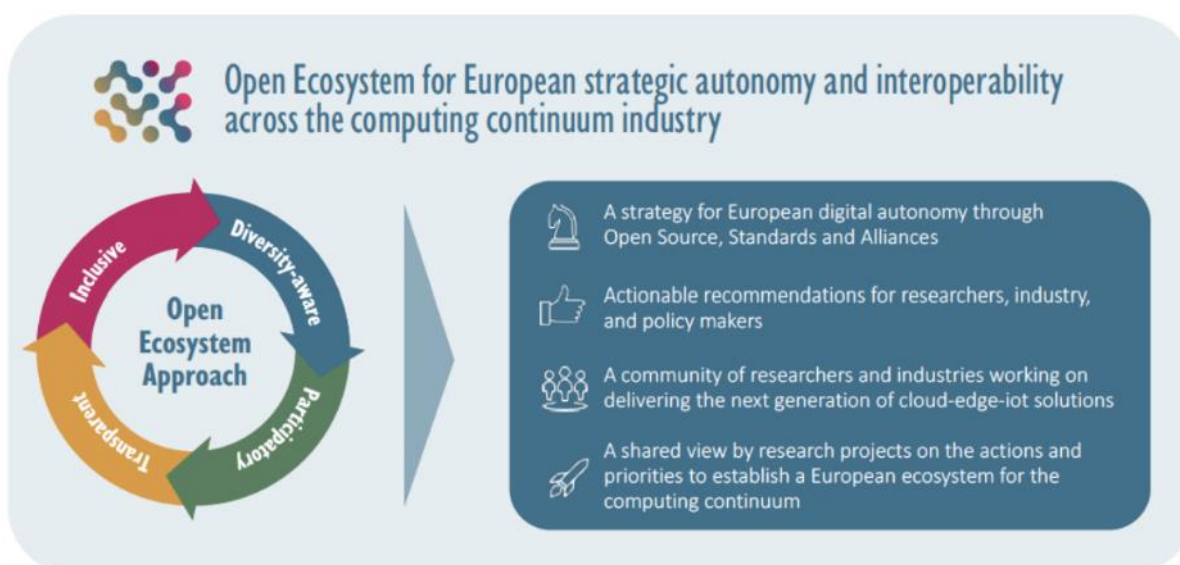 Open Ecosystem for European strategic autonomy and interoperability
across the computing continuum industry
Inclusive
Diversity-aware
Participatory
Transparent
Open
Ecosystem
Approach
A strategy for European digital autonomy through
Open Source, Standards and Alliances
Actionable recommendations for researchers, industry,
and policy makers
A community of researchers and industries working on
delivering the next generation of cloud-edge-iot solutions
A shared view by research projects on the actions and
priorities to establish a European ecosystem for the
computing continuum